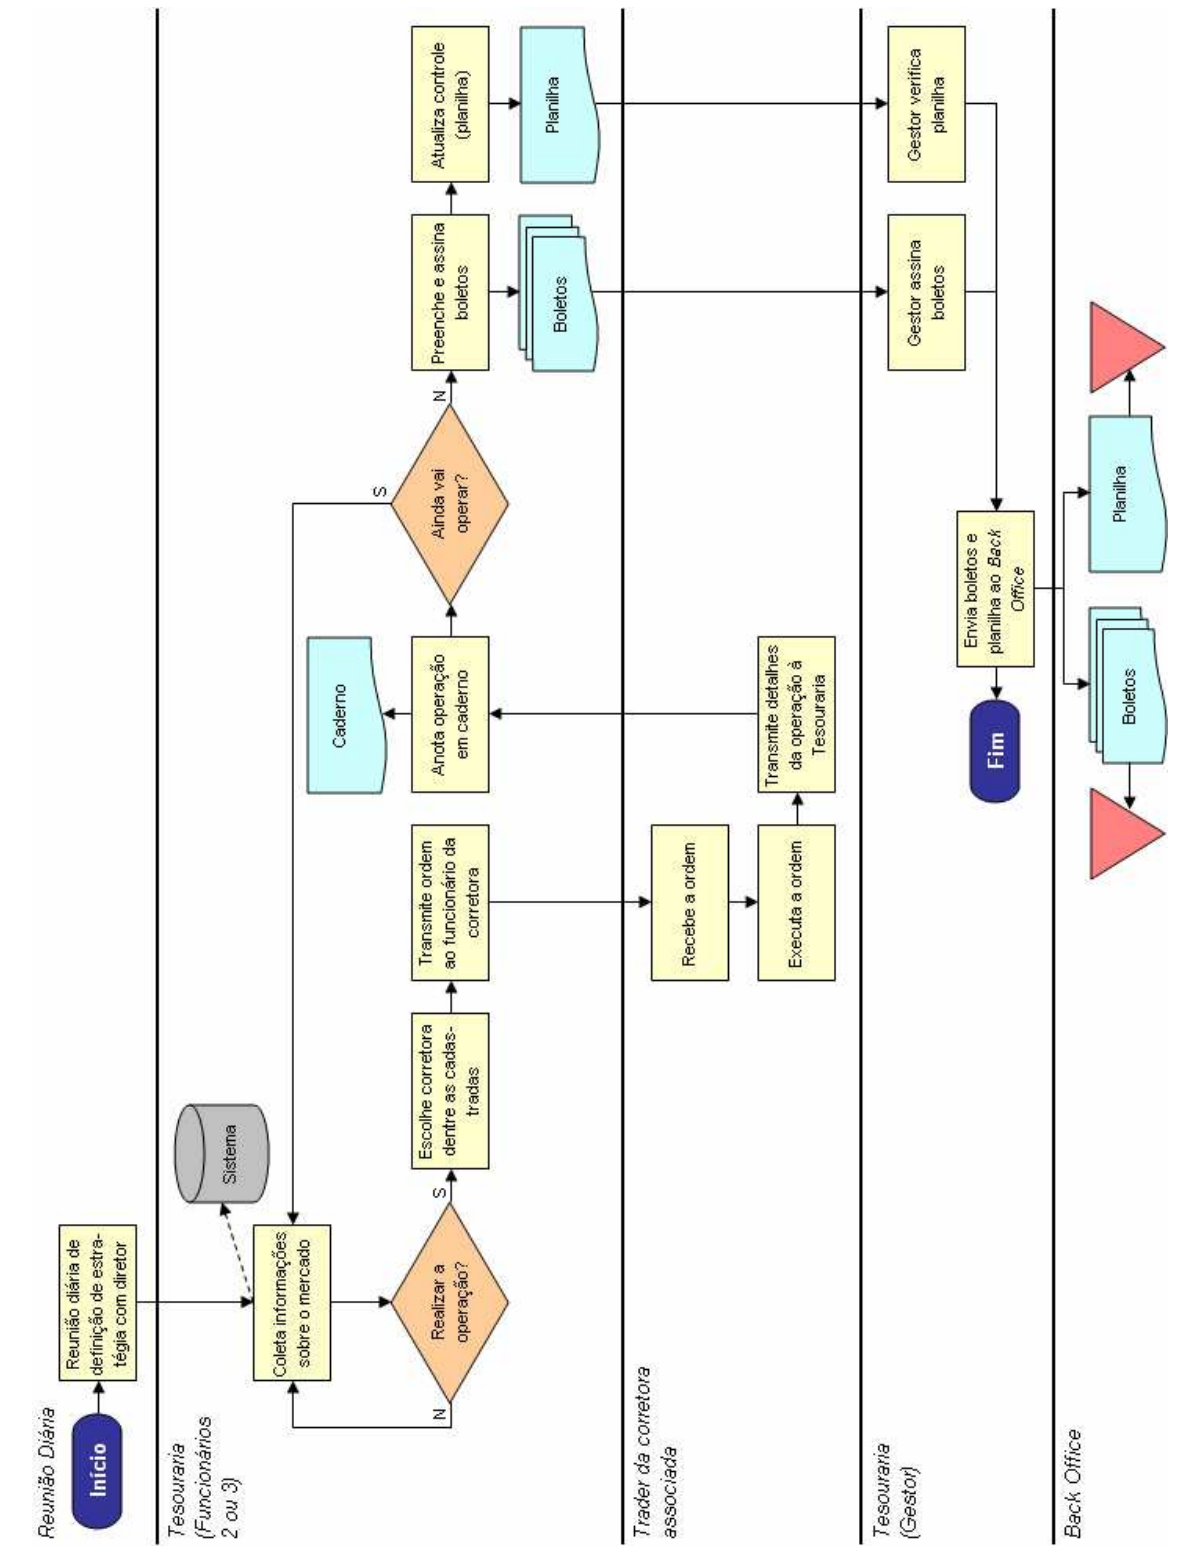 Reunião Diária
Início
Reunião diária de
definição de estra-
tégia com diretor
Tesouraria
(Funcionários
2 ou 3)
Sistema
Coleta informações
sobre o mercado
Realizar a
operação?
N
S
Escolhe corretora
dentre as cadas-
tradas
Transmite ordem
ao funcionário da
corretora
Caderno
Anota operação
em caderno
Ainda vai
operar?
S
N
Preenche e assina
boletos
Atualiza controle
(planilha)
Boletos
Planilha
Trader da corretora
associada
Recebe a ordem
Executa a ordem
Transmite detalhes
da operação à
Tesouraria
Tesouraria
(Gestor)
Gestor assina
boletos
Gestor verifica
planilha
Envia boletos e
planilha ao Back
Office
Fim
Back Office
Boletos
Planilha